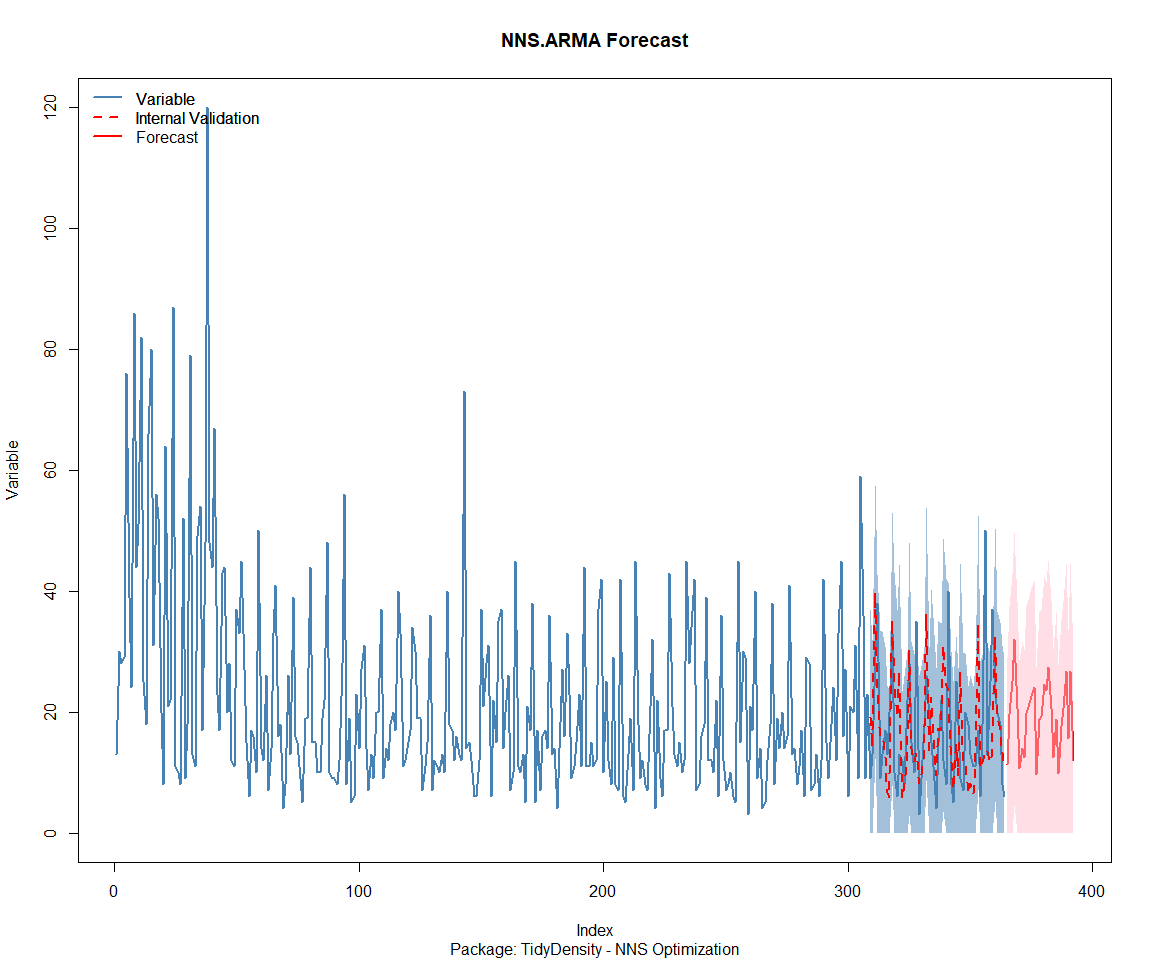 NNS.ARMA Forecast
Variable
Internal Validation
Forecast
120
100
80
60
40
20
0
Variable
0
100
200
300
400
Index
Package: TidyDensity - NNS Optimization